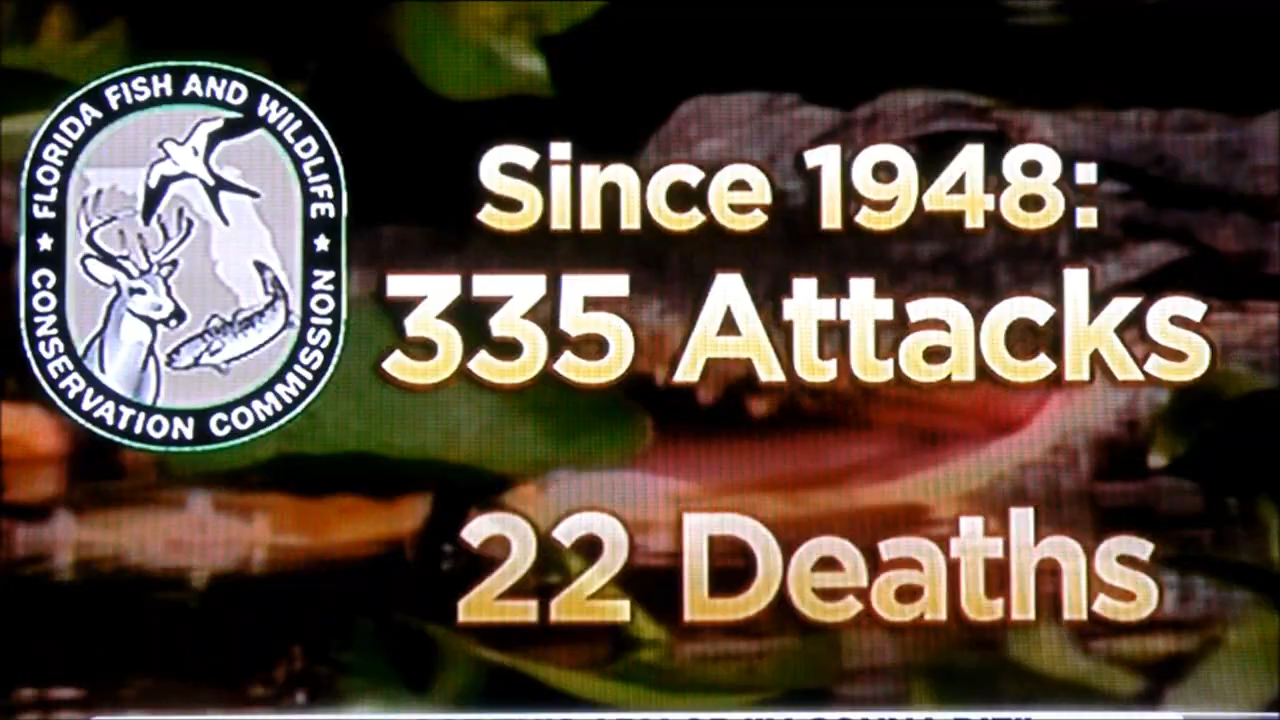 FLORIDA FISH AND WILDLIFE
CONSERVATION COMMISSION
Since 1948:
335 Attacks
22 Deaths